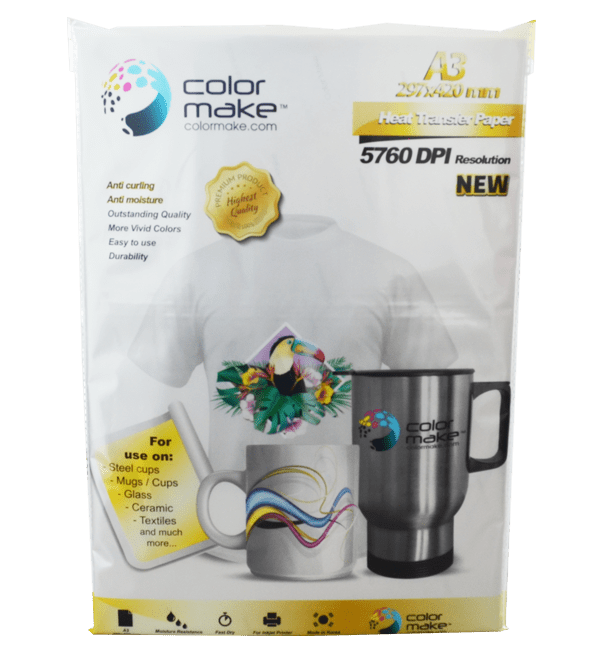 color
make™
colormake.com
A3
297x420 mm
Heat Transfer Paper
5760 DPI Resolution
NEW
Anti curling
Anti moisture
Outstanding Quality
More Vivid Colors
Easy to use
Durability
PREMIUM PRODUCT
Highest
Quality
For
use on:
- Steel cups
- Mugs / Cups
- Glass
- Ceramic
- Textiles
and much
more...
color
make™
colormake.com
A3
Moisture Resistance
Fast Dry
For Inkjet Printer
color
make